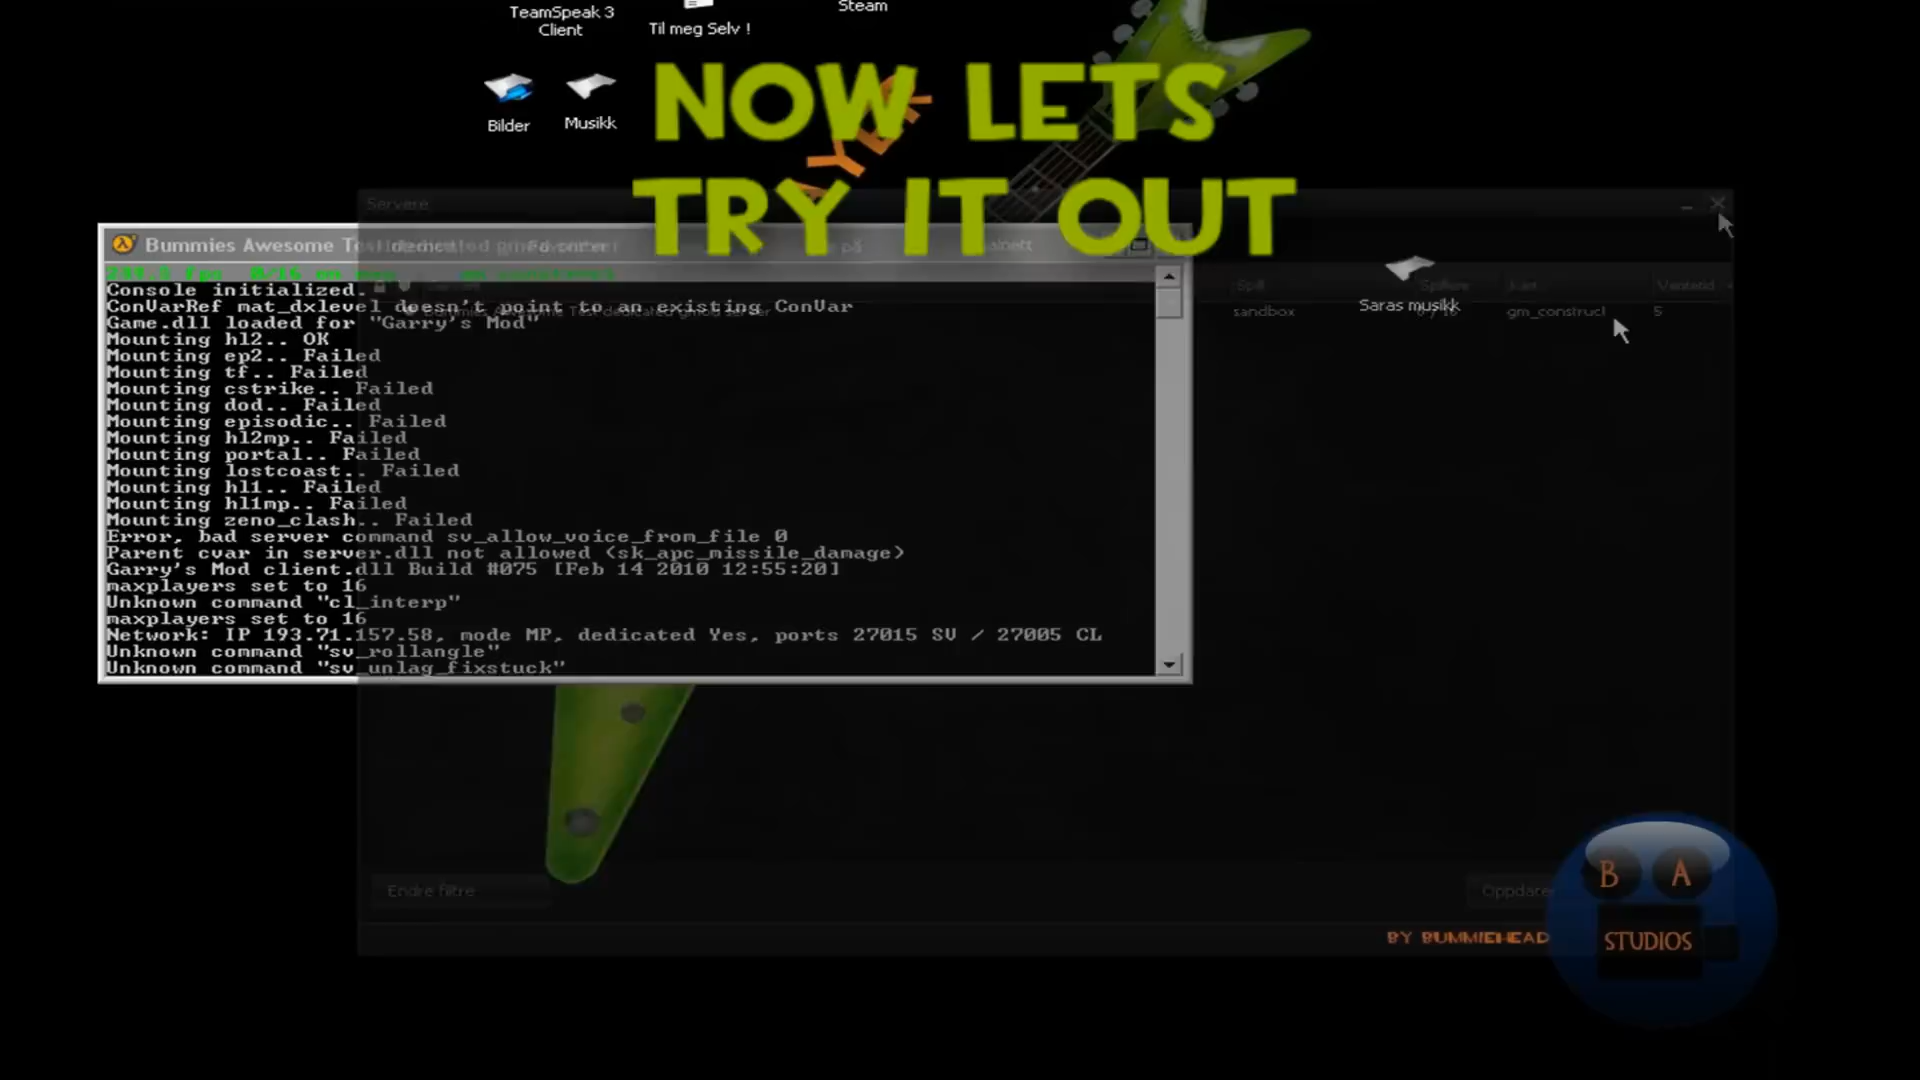 TeamSpeak 3
Client
Til meg Selv !
Steam
Bilder
Musikk
NOW LETS
TRY IT OUT
Servere
Bummies Awesome
Console initialized.
ConVarRef mat_dxlevel doesn't point to an existing ConVar
Game.dll loaded for "Garry's Mod"
Mounting hl2.. OK
Mounting ep2.. Failed
Mounting tf.. Failed
Mounting cstrike.. Failed
Mounting dod.. Failed
Mounting episodic.. Failed
Mounting hl2mp.. Failed
Mounting portal.. Failed
Mounting lostcoast.. Failed
Mounting hl1.. Failed
Mounting hl1mp.. Failed
Mounting zeno_clash.. Failed
Error, bad server command sv_allow_voice_from_file 0
Parent cvar in server.dll not allowed (sk_apc_missile_damage)
Garry's Mod client.dll Build #075 [Feb 14 2010 12:55:20]
maxplayers set to 16
Unknown command "cl_interp"
maxplayers set to 16
Network: IP 193.71.157.58, mode MP, dedicated Yes, ports 27015 SV / 27005 CL
Unknown command "sv_rollangle"
Unknown command "sv_unlag_fixstuck"
Spill
Ventetid
Saras musikk
sandbox
gm_construct
5
Endre filtre
BY BUMMIEHEAD
B A
STUDIOS